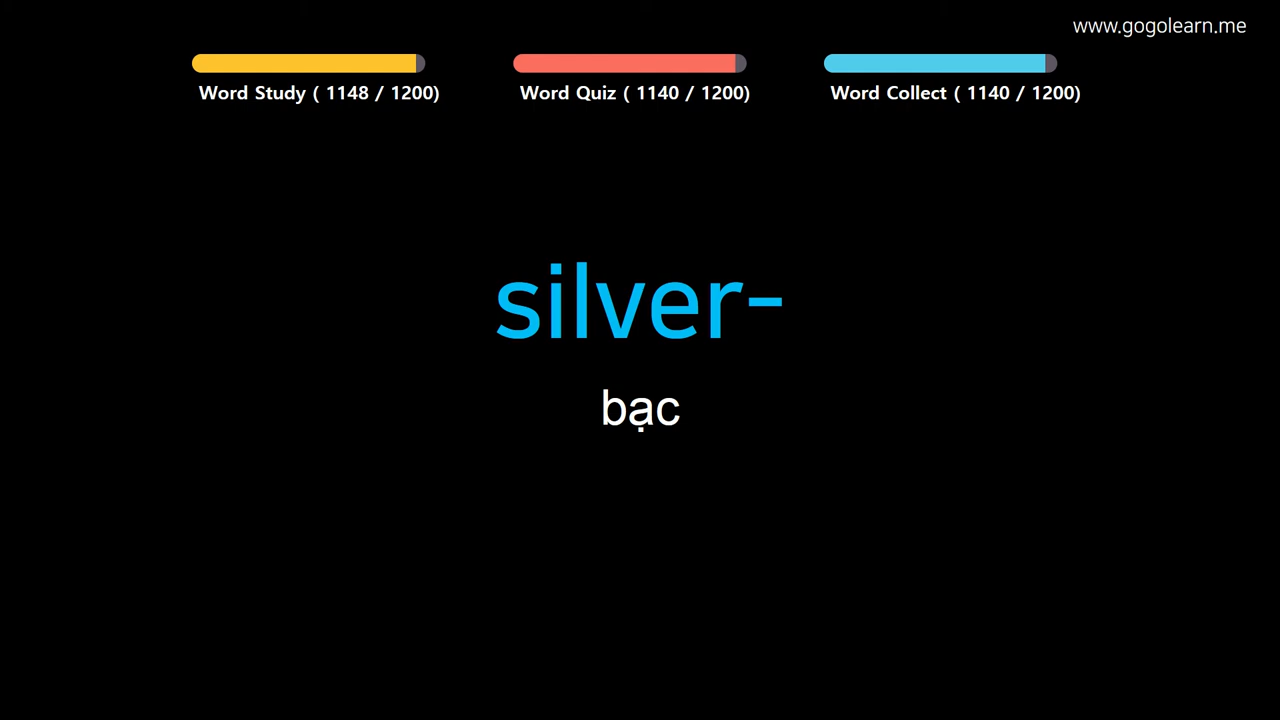 www.gogolearn.me
Word Study ( 1148 / 1200)
Word Quiz ( 1140 / 1200)
Word Collect ( 1140 / 1200)
silver-
bạc